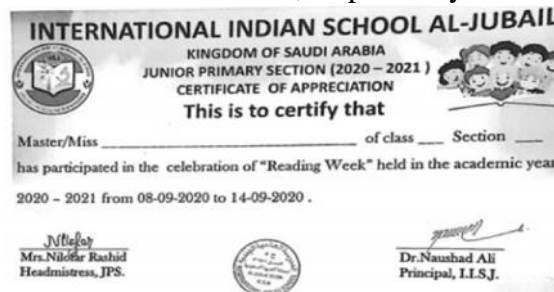 INTERNATIONAL INDIAN SCHOOL AL-JUBAIL
KINGDOM OF SAUDI ARABIA
JUNIOR PRIMARY SECTION (2020 – 2021 )
CERTIFICATE OF APPRECIATION
This is to certify that
Master/Miss ________________ of class ___ Section ___
has participated in the celebration of "Reading Week" held in the academic year
2020 – 2021 from 08-09-2020 to 14-09-2020 .
Mrs.Nilofar Rashid
Headmistress, JPS.
Dr.Naushad Ali
Principal, I.I.S.J.